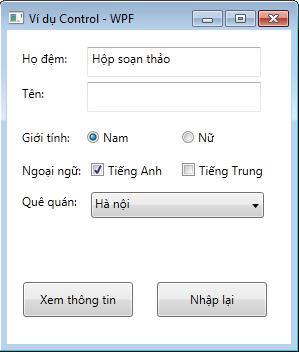 Ví dụ Control - WPF
Họ đệm: Hộp soạn thảo
Tên:
Giới tính: Nam Nữ
Ngoại ngữ: Tiếng Anh Tiếng Trung
Quê quán: Hà nội
Xem thông tin Nhập lại